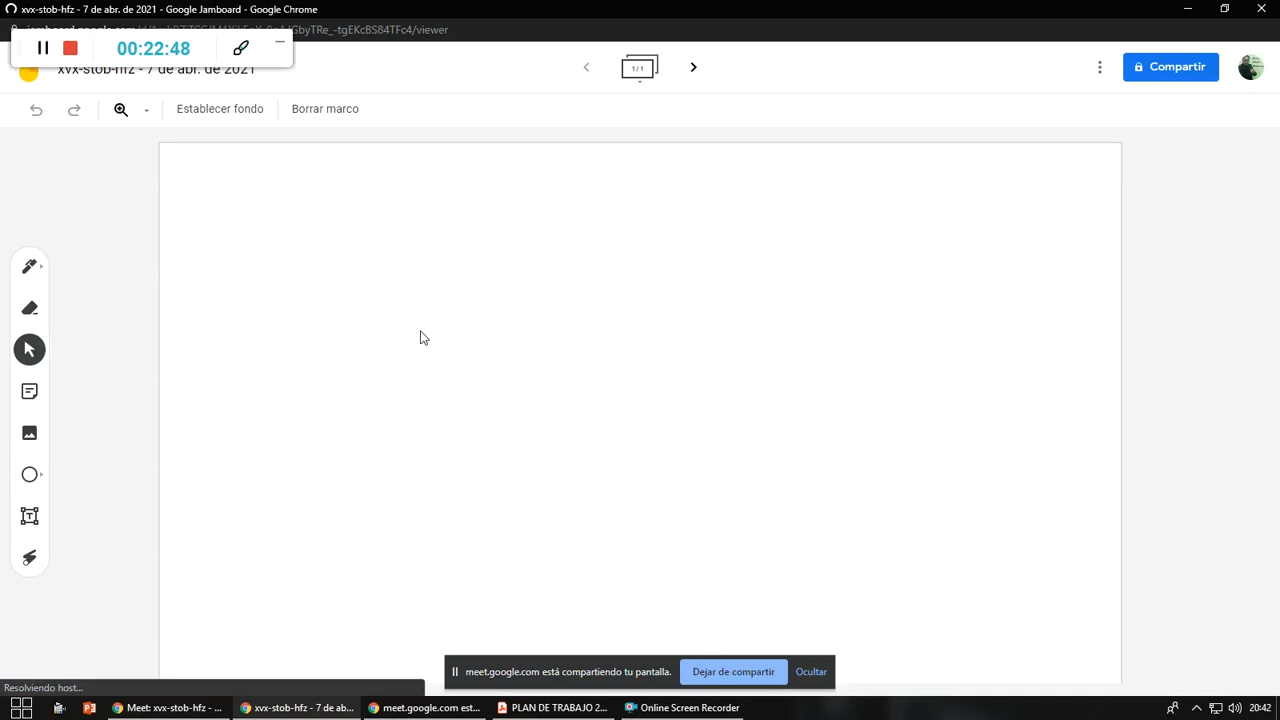 xvx-stob-hfz - 7 de abr. de 2021 - Google Jamboard - Google Chrome
GbyTRe_-tgEKcBS84TFc4/viewer
00:22:48
xvx-stob-hfz - 7 de abr. de 2021
1/1
Compartir
Establecer fondo
Borrar marco
meet.google.com está compartiendo tu pantalla.
Dejar de compartir
Ocultar
Resolviendo host...
Meet: xvx-stob-hfz - ...
xvx-stob-hfz - 7 de ab...
meet.google.com est...
PLAN DE TRABAJO 2...
Online Screen Recorder
20:42